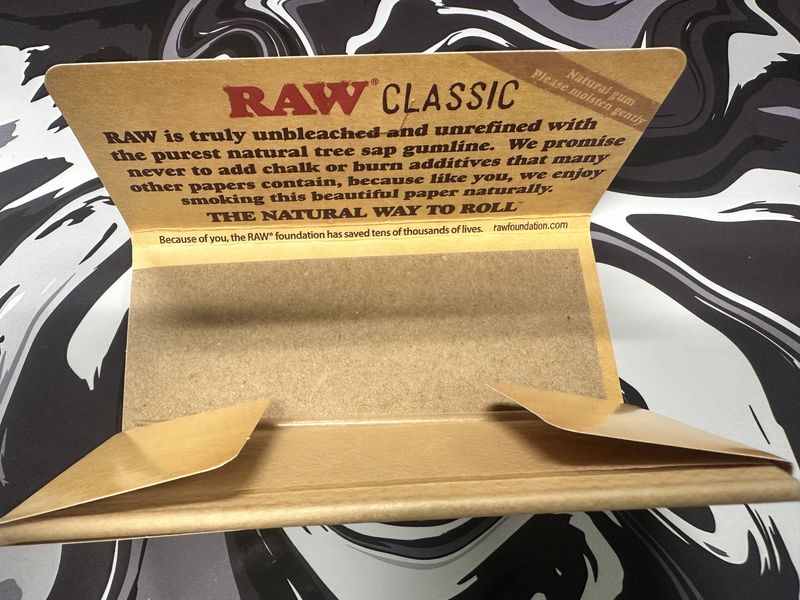 RAW® CLASSIC
Natural gum
Please moisten gently
RAW is truly unbleached and unrefined with
the purest natural tree sap gumline. We promise
never to add chalk or burn additives that many
other papers contain, because like you, we enjoy
smoking this beautiful paper naturally.
THE NATURAL WAY TO ROLL™
Because of you, the RAW® foundation has saved tens of thousands of lives. rawfoundation.com